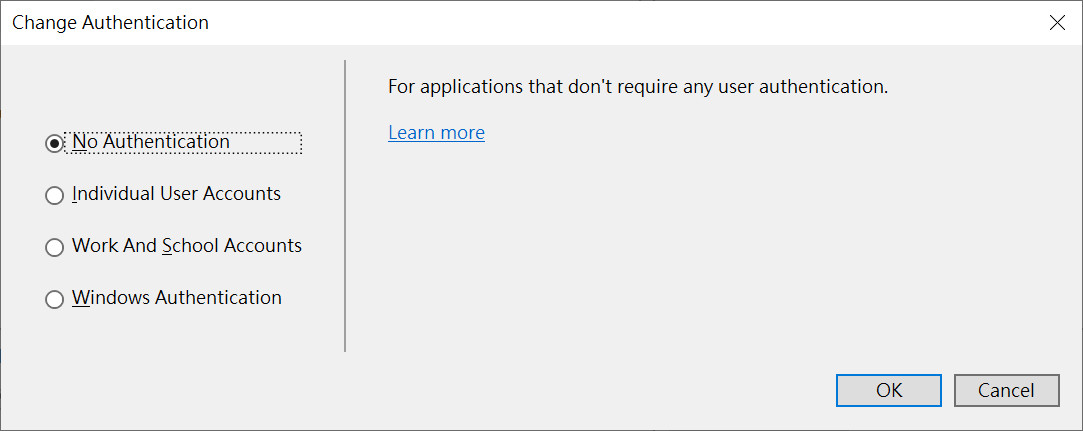 Change Authentication
No Authentication
Individual User Accounts
Work And School Accounts
Windows Authentication
For applications that don't require any user authentication.
Learn more
OK
Cancel